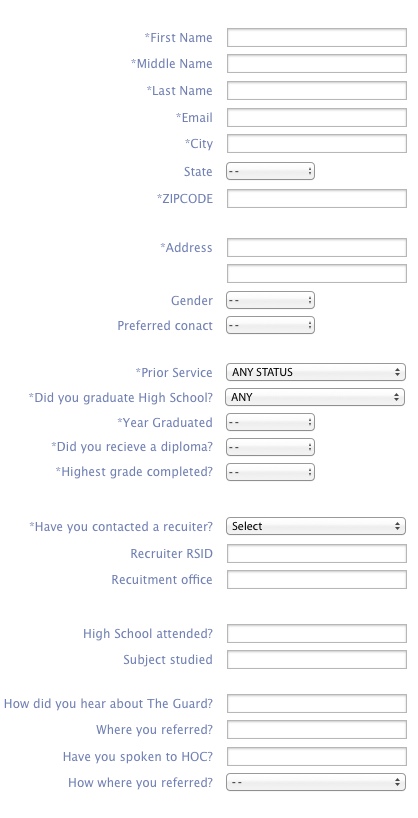 *First Name
*Middle Name
*Last Name
*Email
*City
State --
*ZIPCODE
*Address
Gender --
Preferred conact --
*Prior Service ANY STATUS
*Did you graduate High School? ANY
*Year Graduated --
*Did you recieve a diploma? --
*Highest grade completed? --
*Have you contacted a recuiter? Select
Recruiter RSID
Recuitment office
High School attended?
Subject studied
How did you hear about The Guard?
Where you referred?
Have you spoken to HOC?
How where you referred? --